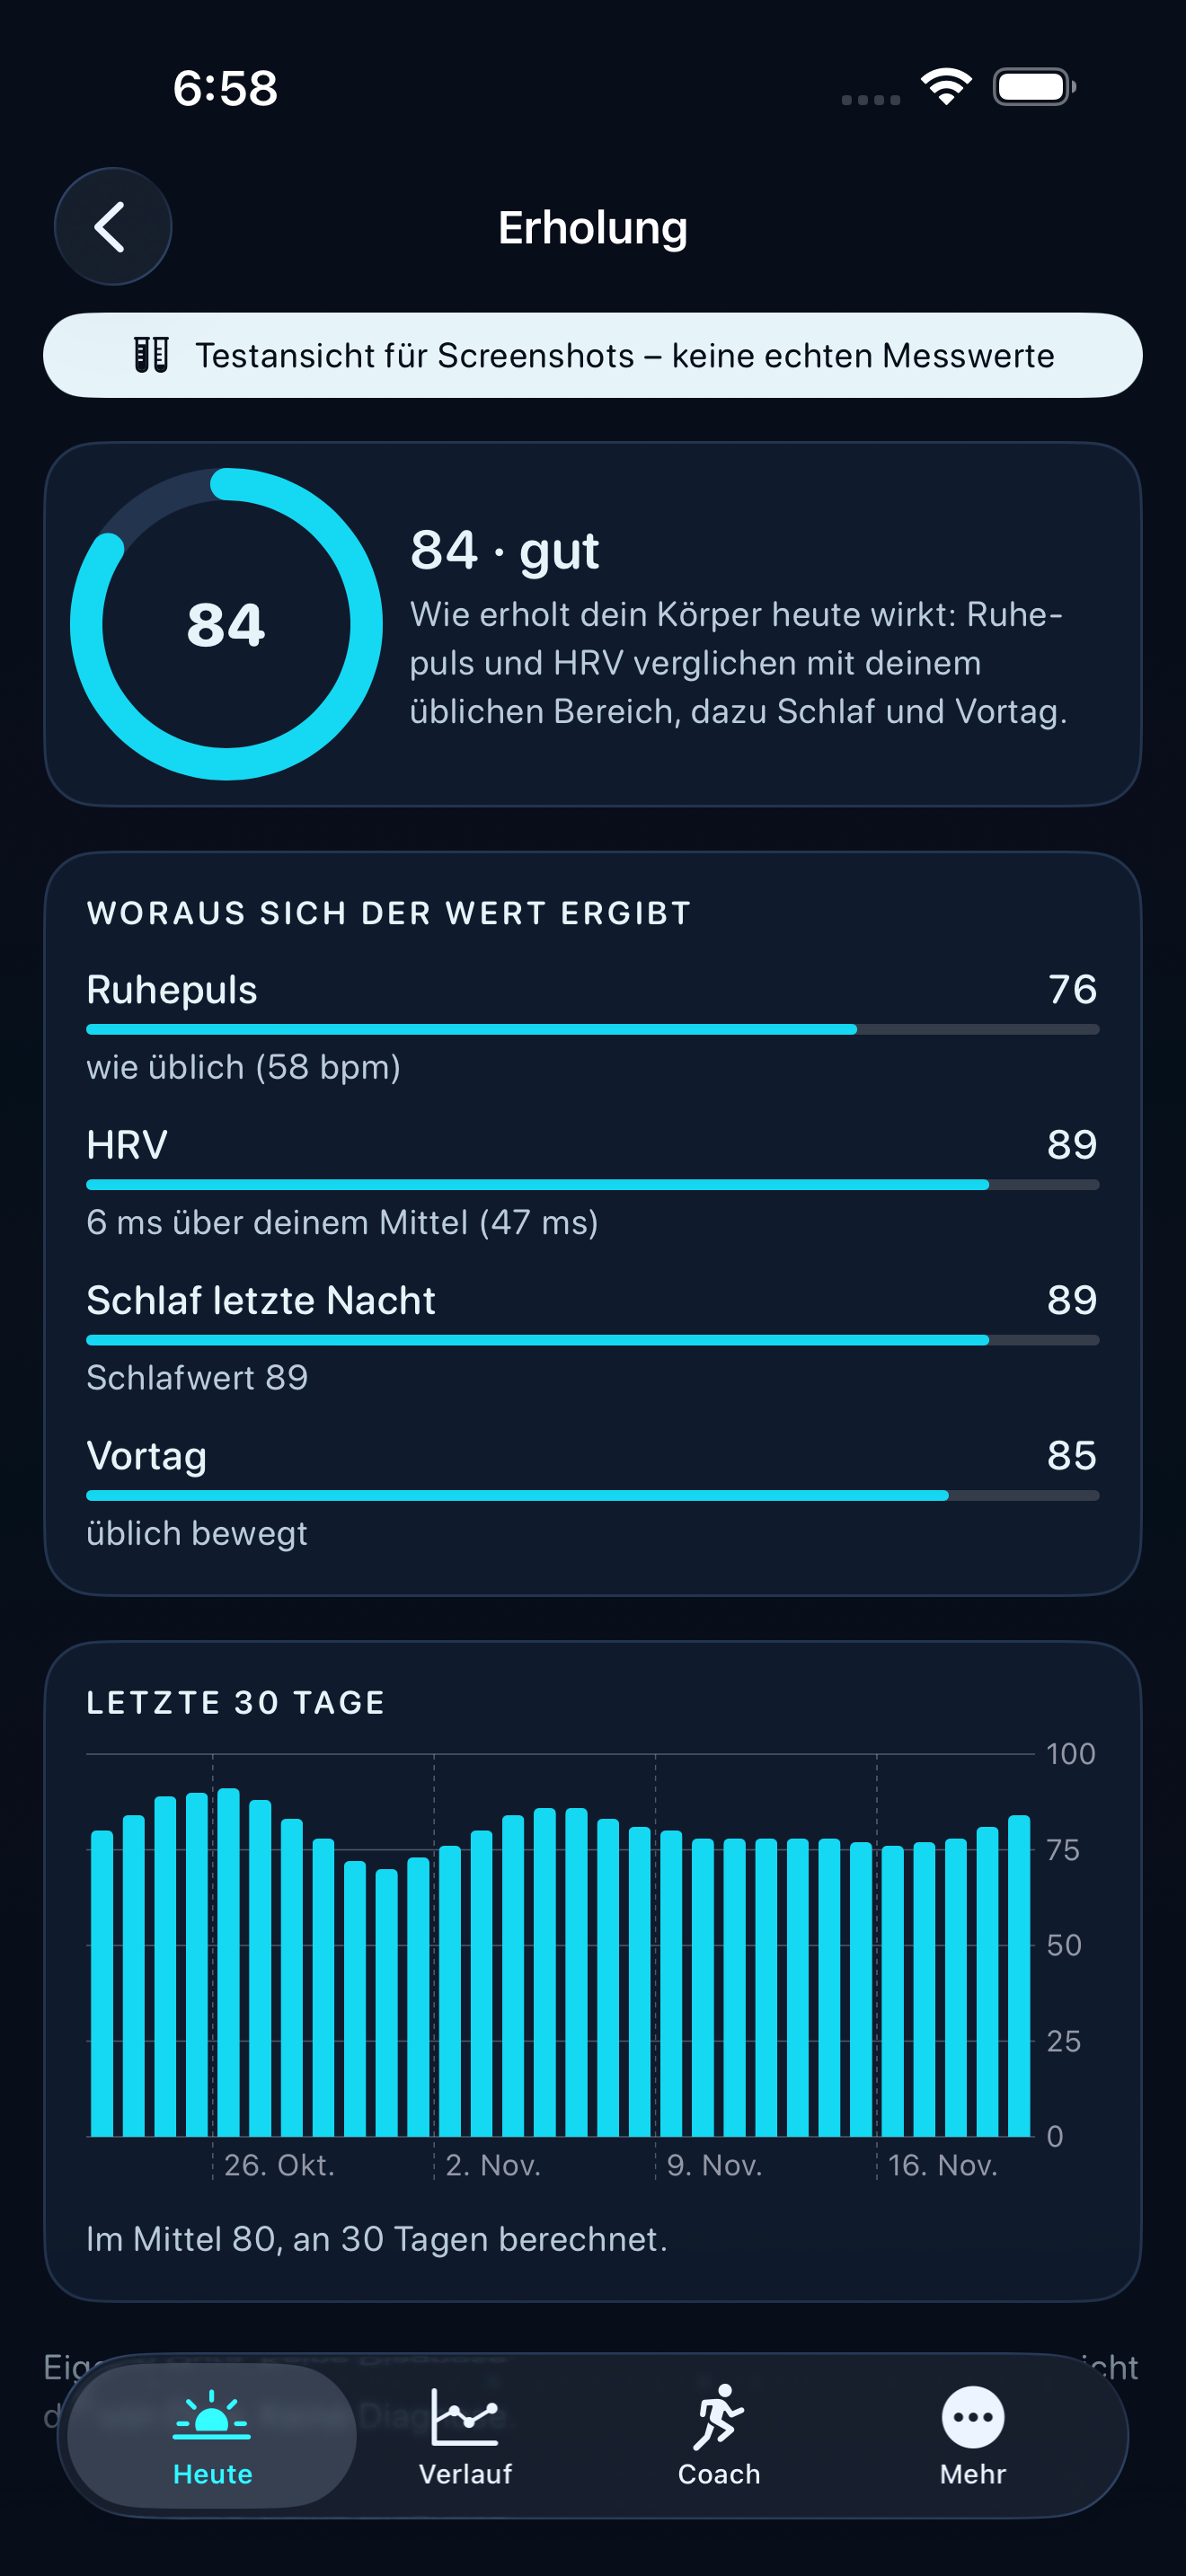 6:58
Erholung
Testansicht für Screenshots – keine echten Messwerte
84
84 · gut
Wie erholt dein Körper heute wirkt: Ruhe-
puls und HRV verglichen mit deinem
üblichen Bereich, dazu Schlaf und Vortag.
WORAUS SICH DER WERT ERGIBT
Ruhepuls 76
wie üblich (58 bpm)
HRV 89
6 ms über deinem Mittel (47 ms)
Schlaf letzte Nacht 89
Schlafwert 89
Vortag 85
üblich bewegt
LETZTE 30 TAGE
100
75
50
25
0
26. Okt. 2. Nov. 9. Nov. 16. Nov.
Im Mittel 80, an 30 Tagen berechnet.
Heute Verlauf Coach Mehr